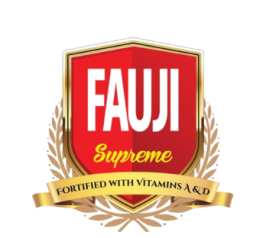 FAUJI
Supreme
FORTIFIED WITH VITAMINS A & D